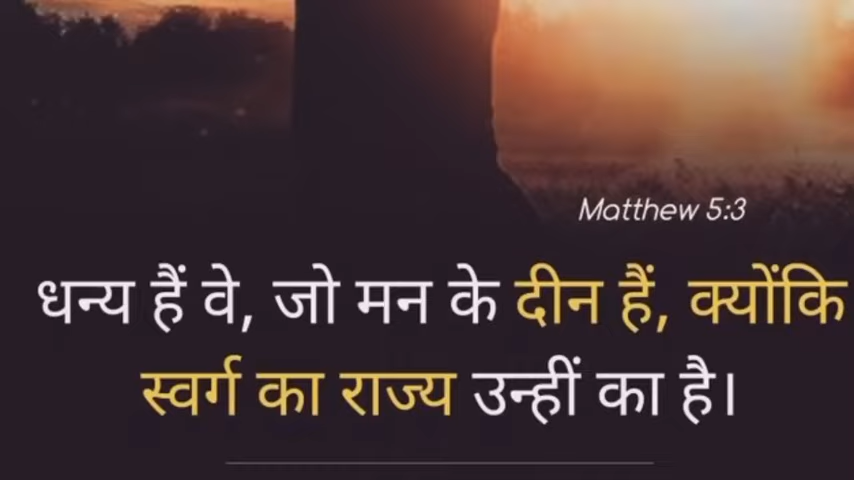 Matthew 5:3
धन्य हैं वे, जो मन के दीन हैं, क्योंकि
स्वर्ग का राज्य उन्हीं का है।